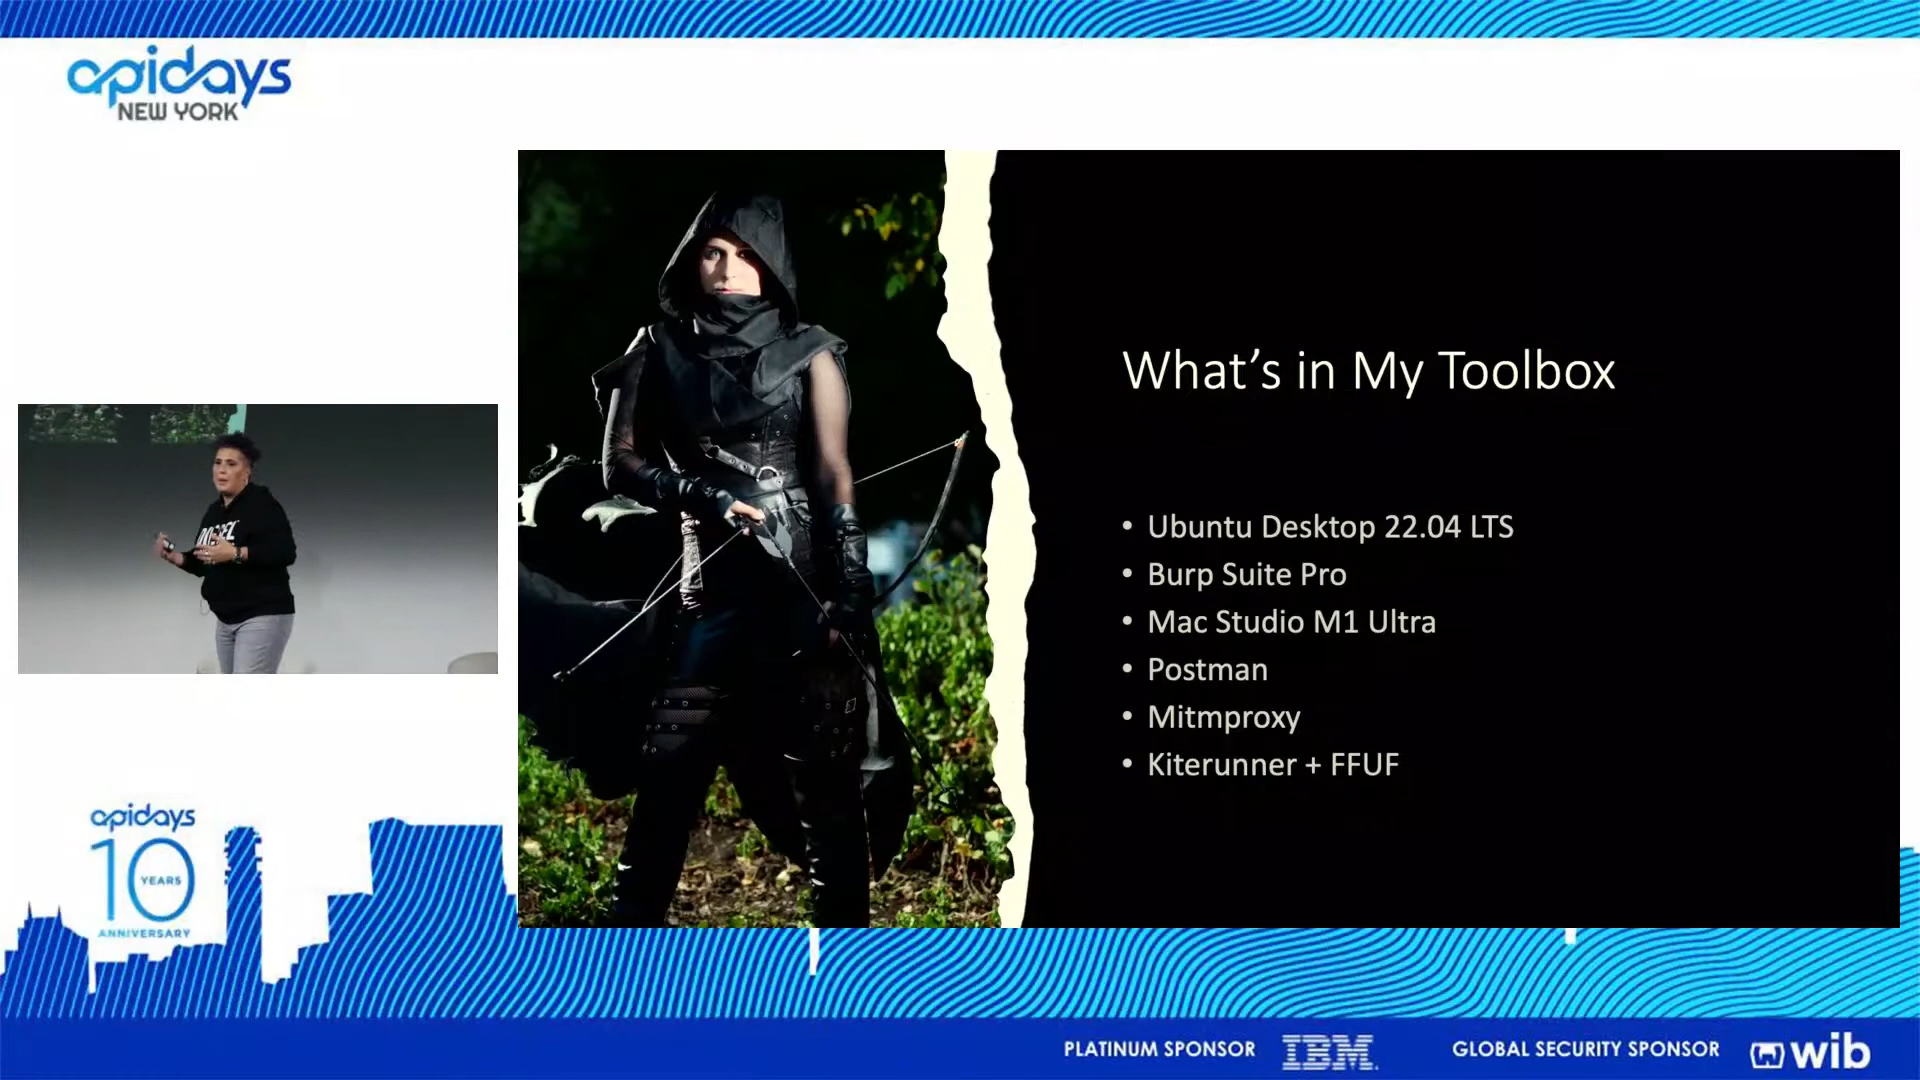 apidays
NEW YORK
What's in My Toolbox
• Ubuntu Desktop 22.04 LTS
• Burp Suite Pro
• Mac Studio M1 Ultra
• Postman
• Mitmproxy
• Kiterunner + FFUF
apidays
10
YEARS
ANNIVERSARY
PLATINUM SPONSOR IBM GLOBAL SECURITY SPONSOR wib